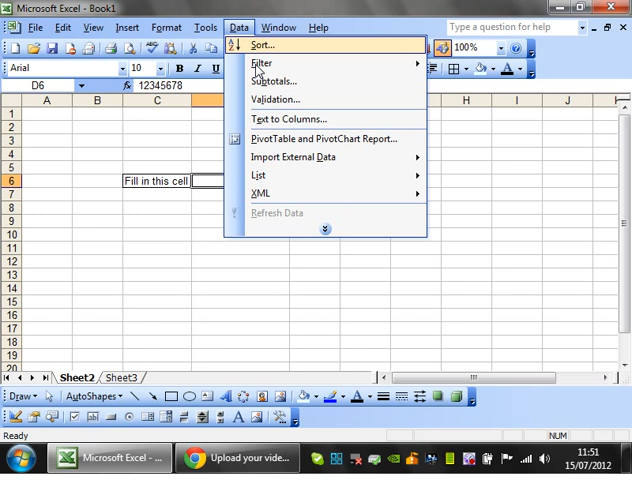 Microsoft Excel - Book1
File Edit View Insert Format Tools Data Window Help Type a question for help
100%
Arial 10 B I
D6 12345678
A B C H I J
1
2
3
4
5
6
7
8
9
10
11
12
13
14
15
16
17
18
19
20
Fill in this cell
Sort...
Filter
Subtotals...
Validation...
Text to Columns...
PivotTable and PivotChart Report...
Import External Data
List
XML
Refresh Data
Sheet2 Sheet3
Draw AutoShapes
Ready NUM
Microsoft Excel - ... Upload your vide... 11:51
15/07/2012